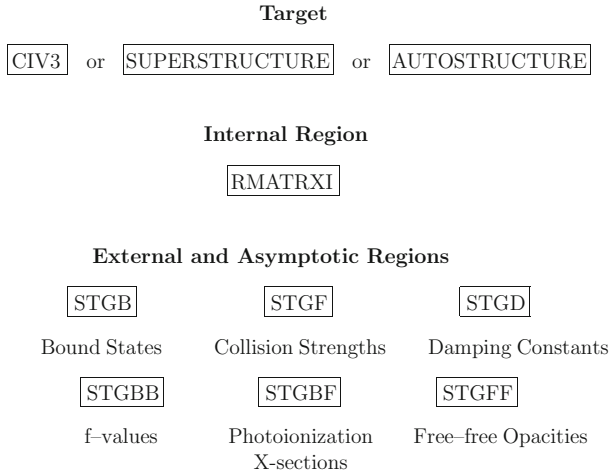 Target
CIV3 or SUPERSTRUCTURE or AUTOSTRUCTURE
Internal Region
RMATRXI
External and Asymptotic Regions
STGB STGF STGD
Bound States Collision Strengths Damping Constants
STGBB STGBF STGFF
f–values Photoionization Free–free Opacities
X-sections